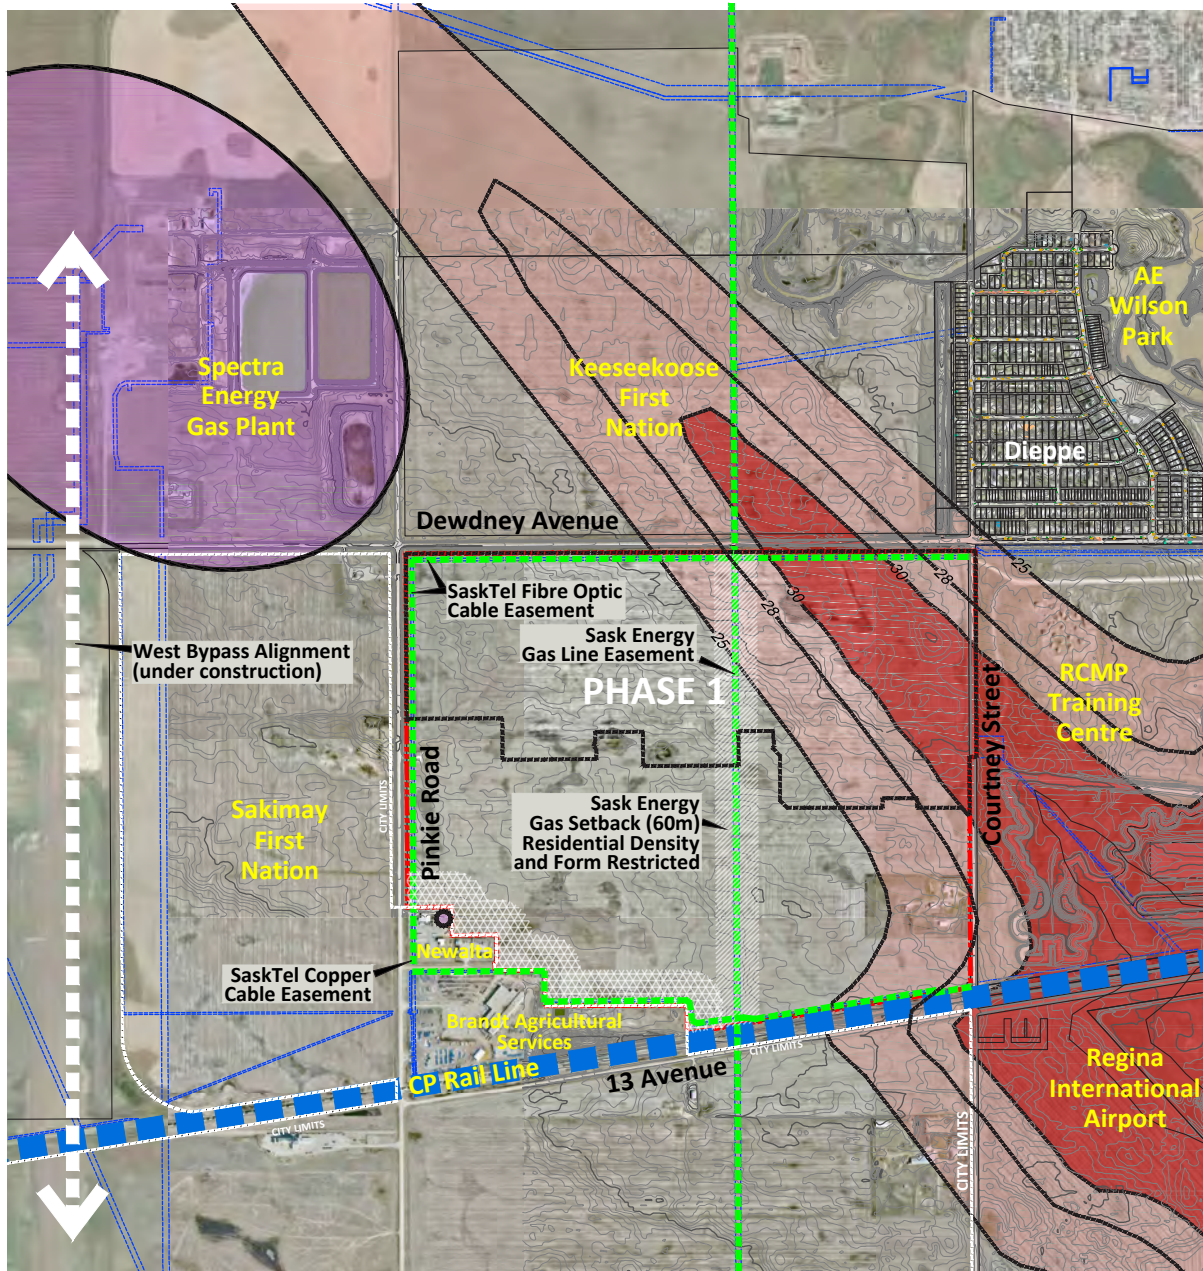 AE
Wilson
Park
Spectra
Energy
Gas Plant
Keeseekoose
First
Nation
Dieppe
Dewdney Avenue
25
28
30
SaskTel Fibre Optic
Cable Easement
30
28
25
Sask Energy
Gas Line Easement
West Bypass Alignment
(under construction)
PHASE 1
RCMP
Training
Centre
Courtney Street
Pinkie Road
CITY LIMITS
Sakimay
First
Nation
Sask Energy
Gas Setback (60m)
Residential Density
and Form Restricted
Newalta
SaskTel Copper
Cable Easement
Brandt Agricultural
Services
CP Rail Line
13 Avenue
CITY LIMITS
CITY LIMITS
CITY LIMITS
Regina
International
Airport